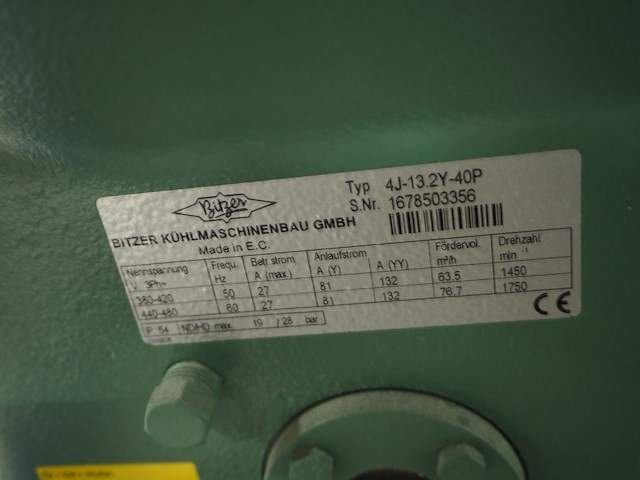 Bitzer
Typ 4J-13.2Y-40P
S.Nr. 1678503356
BITZER KÜHLMASCHINENBAU GMBH
Made in E.C.
Nennspannung Frequ. Betr strom Anlaufstrom Fördervol. Drehzahl
V 3Ph~ Hz A (max.) A (Y) A (YY) m³/h min -1
380-420 50 27 81 132 63.5 1450
440-480 60 27 81 132 76.7 1750
IP 54 ND/HD max. 19 / 28 bar
CE